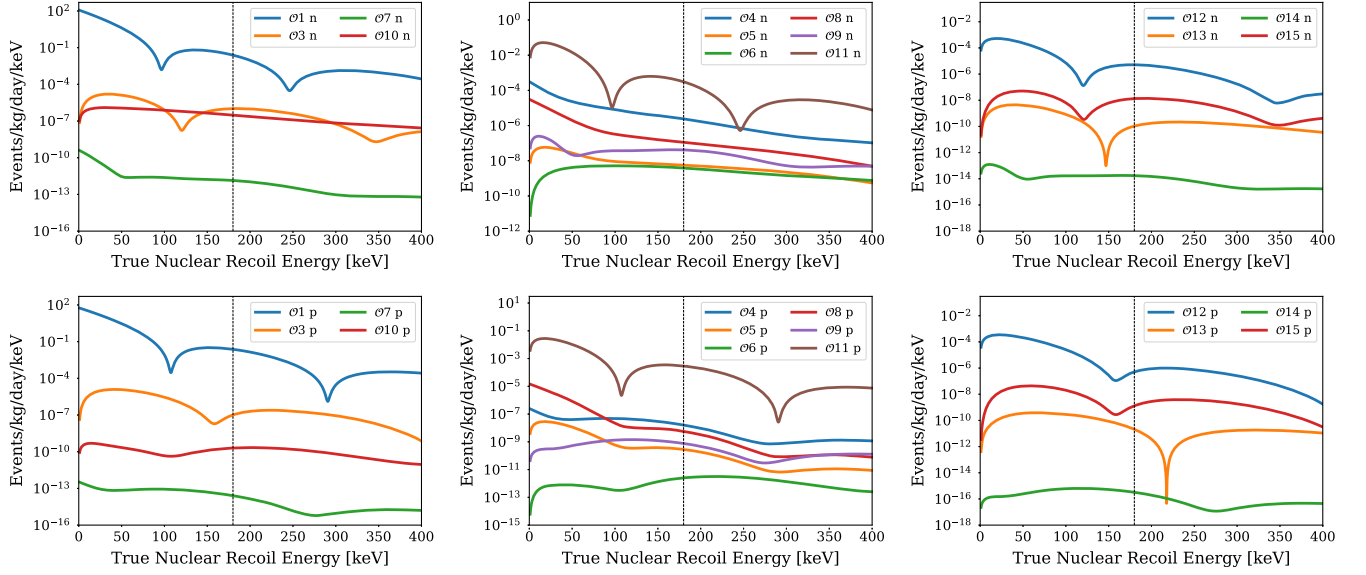 Events/kg/day/keV
10^2
10^-1
10^-4
10^-7
10^-10
10^-13
10^-16
𝒪1 n 𝒪7 n
𝒪3 n 𝒪10 n
0 50 100 150 200 250 300 350 400
True Nuclear Recoil Energy [keV]
Events/kg/day/keV
10^0
10^-2
10^-4
10^-6
10^-8
10^-10
10^-12
𝒪4 n 𝒪8 n
𝒪5 n 𝒪9 n
𝒪6 n 𝒪11 n
0 50 100 150 200 250 300 350 400
True Nuclear Recoil Energy [keV]
Events/kg/day/keV
10^-2
10^-4
10^-6
10^-8
10^-10
10^-12
10^-14
10^-16
10^-18
𝒪12 n 𝒪14 n
𝒪13 n 𝒪15 n
0 50 100 150 200 250 300 350 400
True Nuclear Recoil Energy [keV]
Events/kg/day/keV
10^2
10^-1
10^-4
10^-7
10^-10
10^-13
10^-16
𝒪1 p 𝒪7 p
𝒪3 p 𝒪10 p
0 50 100 150 200 250 300 350 400
True Nuclear Recoil Energy [keV]
Events/kg/day/keV
10^1
10^-1
10^-3
10^-5
10^-7
10^-9
10^-11
10^-13
10^-15
𝒪4 p 𝒪8 p
𝒪5 p 𝒪9 p
𝒪6 p 𝒪11 p
0 50 100 150 200 250 300 350 400
True Nuclear Recoil Energy [keV]
Events/kg/day/keV
10^-2
10^-4
10^-6
10^-8
10^-10
10^-12
10^-14
10^-16
10^-18
𝒪12 p 𝒪14 p
𝒪13 p 𝒪15 p
0 50 100 150 200 250 300 350 400
True Nuclear Recoil Energy [keV]